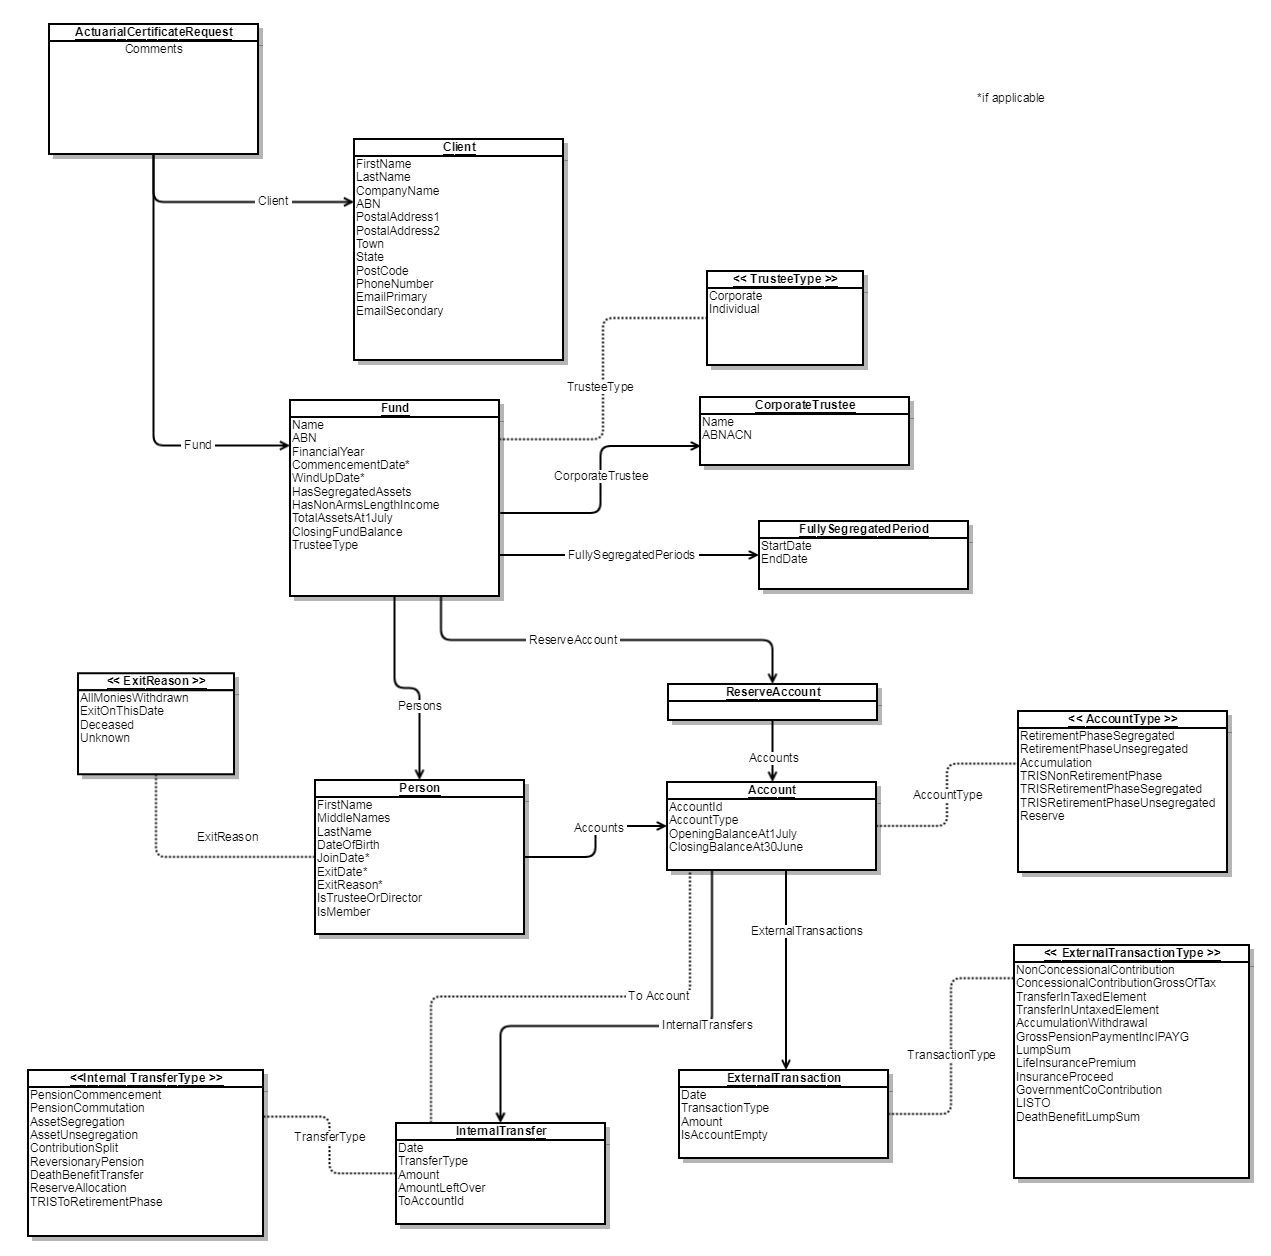 ActuarialCertificateRequest
Comments
*if applicable
Client
FirstName
LastName
CompanyName
ABN
PostalAddress1
PostalAddress2
Town
State
PostCode
PhoneNumber
EmailPrimary
EmailSecondary
Client
<< TrusteeType >>
Corporate
Individual
TrusteeType
Fund
Name
ABN
FinancialYear
CommencementDate*
WindUpDate*
HasSegregatedAssets
HasNonArmsLengthIncome
TotalAssetsAt1July
ClosingFundBalance
TrusteeType
Fund
CorporateTrustee
Name
ABNACN
CorporateTrustee
FullySegregatedPeriod
StartDate
EndDate
FullySegregatedPeriods
ReserveAccount
ReserveAccount
<< ExitReason >>
AllMoniesWithdrawn
ExitOnThisDate
Deceased
Unknown
Persons
Accounts
<< AccountType >>
RetirementPhaseSegregated
RetirementPhaseUnsegregated
Accumulation
TRISNonRetirementPhase
TRISRetirementPhaseSegregated
TRISRetirementPhaseUnsegregated
Reserve
AccountType
Person
FirstName
MiddleNames
LastName
DateOfBirth
JoinDate*
ExitDate*
ExitReason*
IsTrusteeOrDirector
IsMember
ExitReason
Accounts
Account
AccountId
AccountType
OpeningBalanceAt1July
ClosingBalanceAt30June
ExternalTransactions
To Account
InternalTransfers
<< ExternalTransactionType >>
NonConcessionalContribution
ConcessionalContributionGrossOfTax
TransferInTaxedElement
TransferInUntaxedElement
AccumulationWithdrawal
GrossPensionPaymentInclPAYG
LumpSum
LifeInsurancePremium
InsuranceProceed
GovernmentCoContribution
LISTO
DeathBenefitLumpSum
TransactionType
<<Internal TransferType >>
PensionCommencement
PensionCommutation
AssetSegregation
AssetUnsegregation
ContributionSplit
ReversionaryPension
DeathBenefitTransfer
ReserveAllocation
TRISToRetirementPhase
TransferType
InternalTransfer
Date
TransferType
Amount
AmountLeftOver
ToAccountId
ExternalTransaction
Date
TransactionType
Amount
IsAccountEmpty